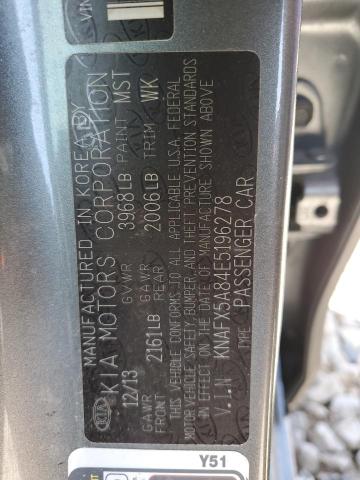 VIN
MANUFACTURED IN KOREA BY
KIA MOTORS CORPORATION
12/13 GVWR 3968LB PAINT MST
GAWR FRONT 2161LB GAWR REAR 2006LB TRIM WK
THIS VEHICLE CONFORMS TO ALL APPLICABLE U.S.A. FEDERAL
MOTOR VEHICLE SAFETY, BUMPER AND THEFT PREVENTION STANDARDS
IN EFFECT ON THE DATE OF MANUFACTURE SHOWN ABOVE
V.I.N KNAFX5A84E5196278
TYPE PASSENGER CAR
KIA
Y51